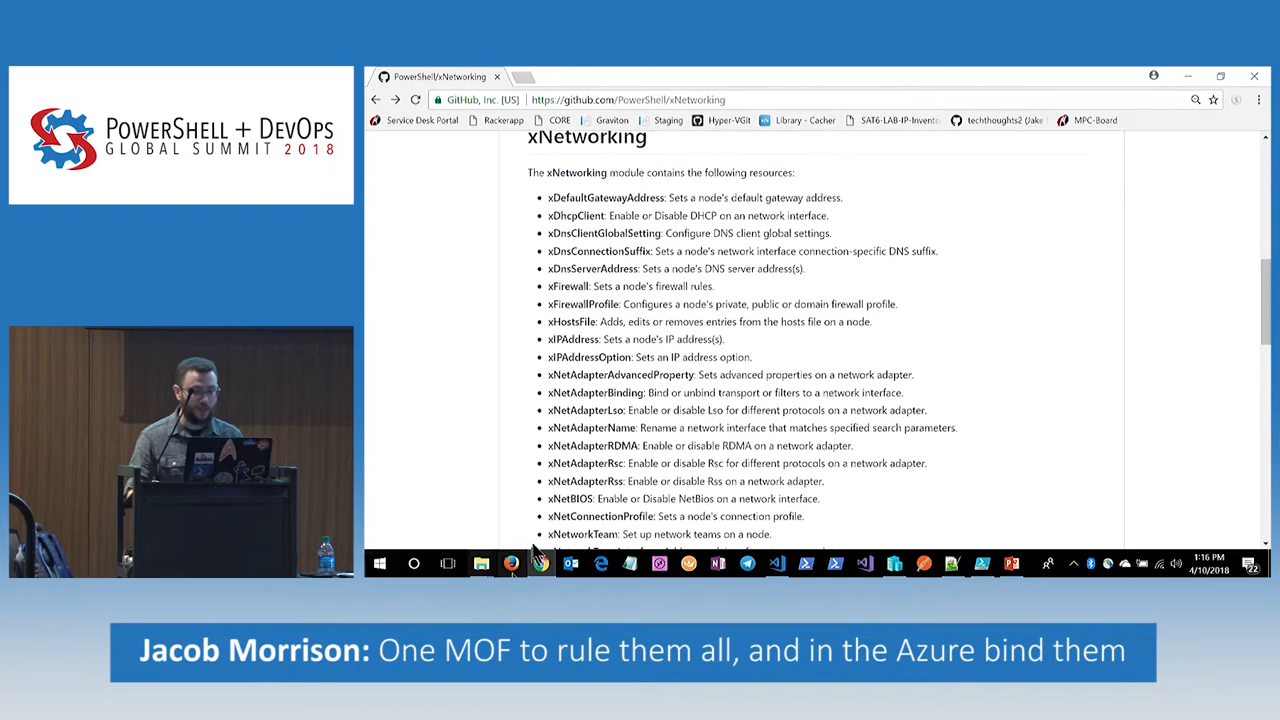 POWERSHELL + DEVOPS
GLOBAL SUMMIT 2018
PowerShell/xNetworking
GitHub, Inc. [US]
https://github.com/PowerShell/xNetworking
Service Desk Portal
Rackerapp
CORE
Graviton
Staging
Hyper-VGit
Library - Cacher
SAT6-LAB-IP-Invento
techthoughts2 (Jake
MPC-Board
xNetworking
The xNetworking module contains the following resources:
• xDefaultGatewayAddress: Sets a node's default gateway address.
• xDhcpClient: Enable or Disable DHCP on an network interface.
• xDnsClientGlobalSetting: Configure DNS client global settings.
• xDnsConnectionSuffix: Sets a node's network interface connection-specific DNS suffix.
• xDnsServerAddress: Sets a node's DNS server address(s).
• xFirewall: Sets a node's firewall rules.
• xFirewallProfile: Configures a node's private, public or domain firewall profile.
• xHostsFile: Adds, edits or removes entries from the hosts file on a node.
• xIPAddress: Sets a node's IP address(s).
• xIPAddressOption: Sets an IP address option.
• xNetAdapterAdvancedProperty: Sets advanced properties on a network adapter.
• xNetAdapterBinding: Bind or unbind transport or filters to a network interface.
• xNetAdapterLso: Enable or disable Lso for different protocols on a network adapter.
• xNetAdapterName: Rename a network interface that matches specified search parameters.
• xNetAdapterRDMA: Enable or disable RDMA on a network adapter.
• xNetAdapterRsc: Enable or disable Rsc for different protocols on a network adapter.
• xNetAdapterRss: Enable or disable Rss on a network adapter.
• xNetBIOS: Enable or Disable NetBios on a network interface.
• xNetConnectionProfile: Sets a node's connection profile.
• xNetworkTeam: Set up network teams on a node.
1:16 PM
4/10/2018
22
Jacob Morrison: One MOF to rule them all, and in the Azure bind them